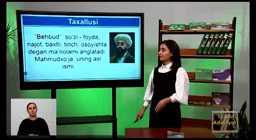 Taxallusi
"Behbud" so'zi - foyda,
najot, baxtli, tinch, osoyishta
degan ma'nolarni anglatadi.
Mahmudxo'ja uning asl
ismi.